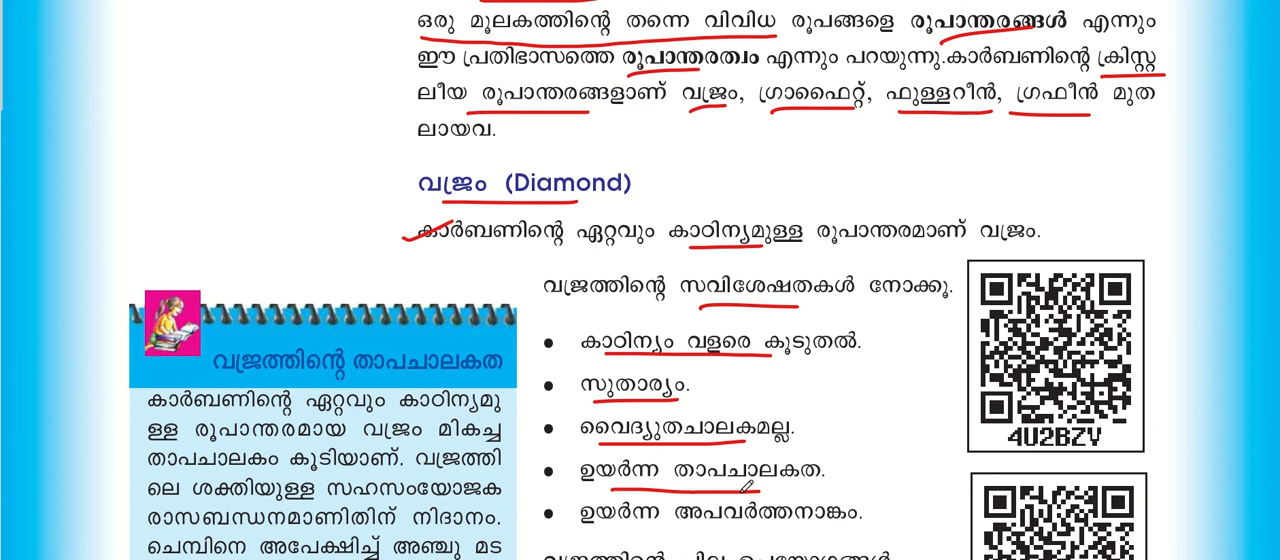 ഒരു മൂലകത്തിന്റെ തന്നെ വിവിധ രൂപങ്ങളെ രൂപാന്തരങ്ങൾ എന്നും
ഈ പ്രതിഭാസത്തെ രൂപാന്തരത്വം എന്നും പറയുന്നു.കാർബണിന്റെ ക്രിസ്റ്റ
ലീയ രൂപാന്തരങ്ങളാണ് വജ്രം, ഗ്രാഫൈറ്റ്, ഫുള്ളറീൻ, ഗ്രഫീൻ മുത
ലായവ.
വജ്രം (Diamond)
കാർബണിന്റെ ഏറ്റവും കാഠിന്യമുള്ള രൂപാന്തരമാണ് വജ്രം.
വജ്രത്തിന്റെ സവിശേഷതകൾ നോക്കൂ.
കാഠിന്യം വളരെ കൂടുതൽ.
സുതാര്യം.
വൈദ്യുതചാലകമല്ല.
ഉയർന്ന താപചാലകത.
ഉയർന്ന അപവർത്തനാങ്കം.
4U2BZV
വജ്രത്തിന്റെ താപചാലകത
കാർബണിന്റെ ഏറ്റവും കാഠിന്യമു
ള്ള രൂപാന്തരമായ വജ്രം മികച്ച
താപചാലകം കൂടിയാണ്. വജ്രത്തി
ലെ ശക്തിയുള്ള സഹസംയോജക
രാസബന്ധനമാണിതിന് നിദാനം.
ചെമ്പിനെ അപേക്ഷിച്ച് അഞ്ചു മട